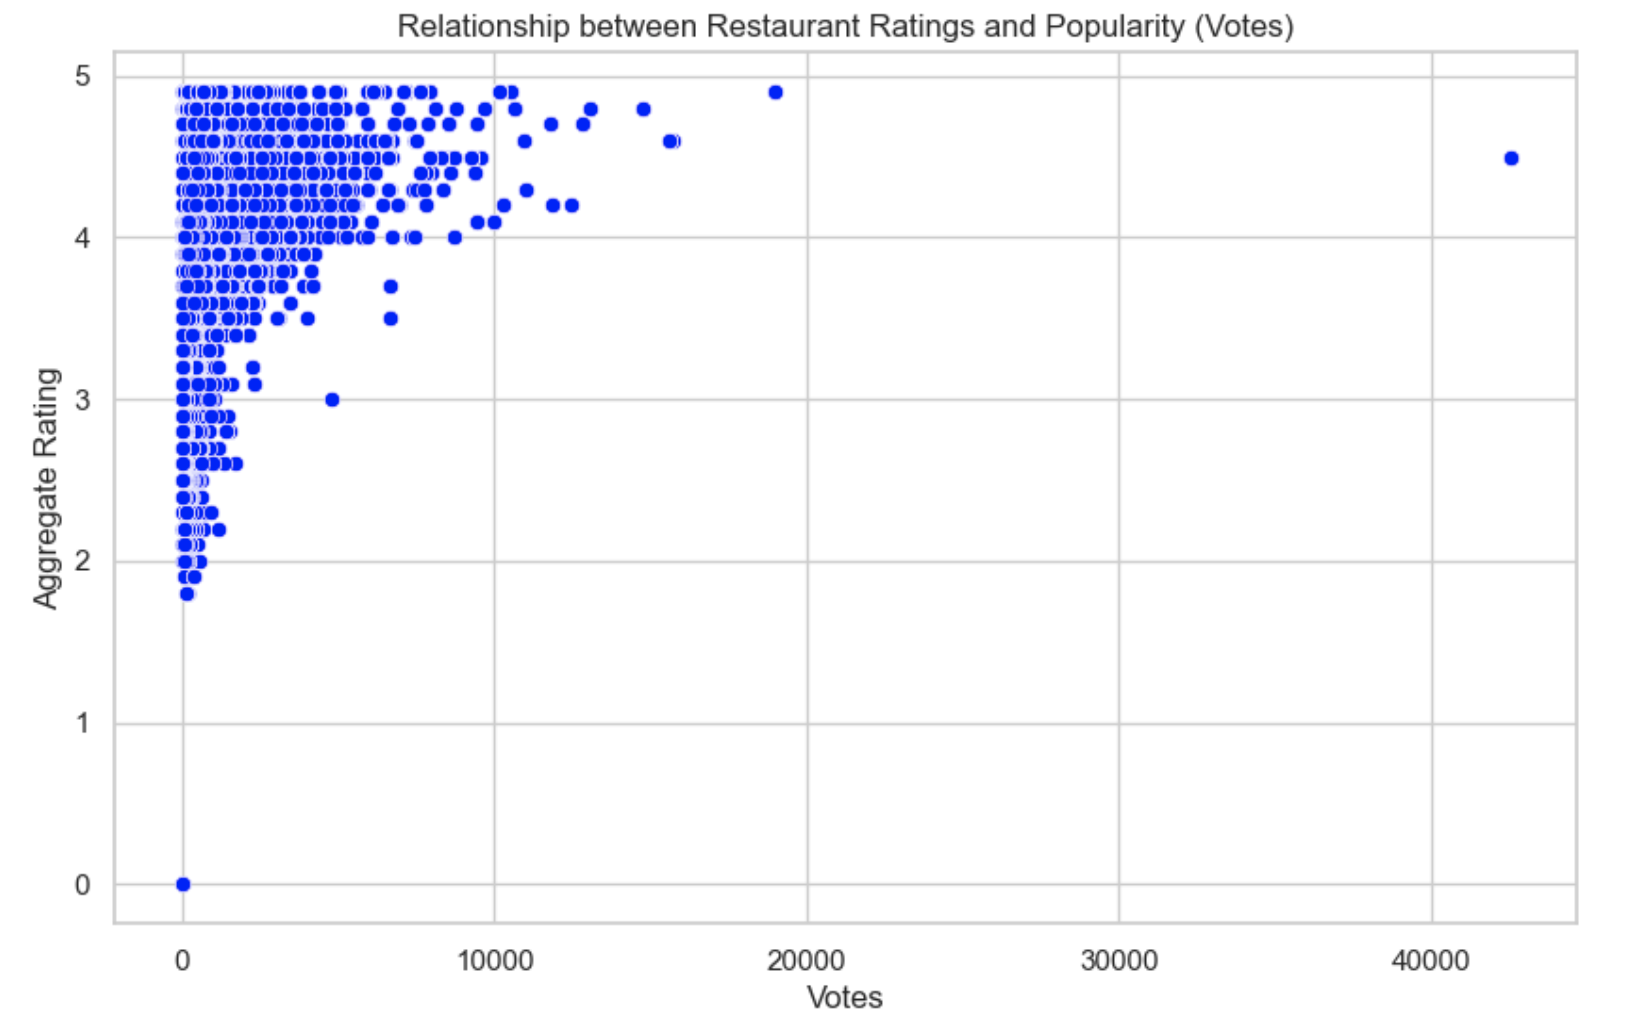 Relationship between Restaurant Ratings and Popularity (Votes)
Aggregate Rating
5
4
3
2
1
0
0 10000 20000 30000 40000
Votes